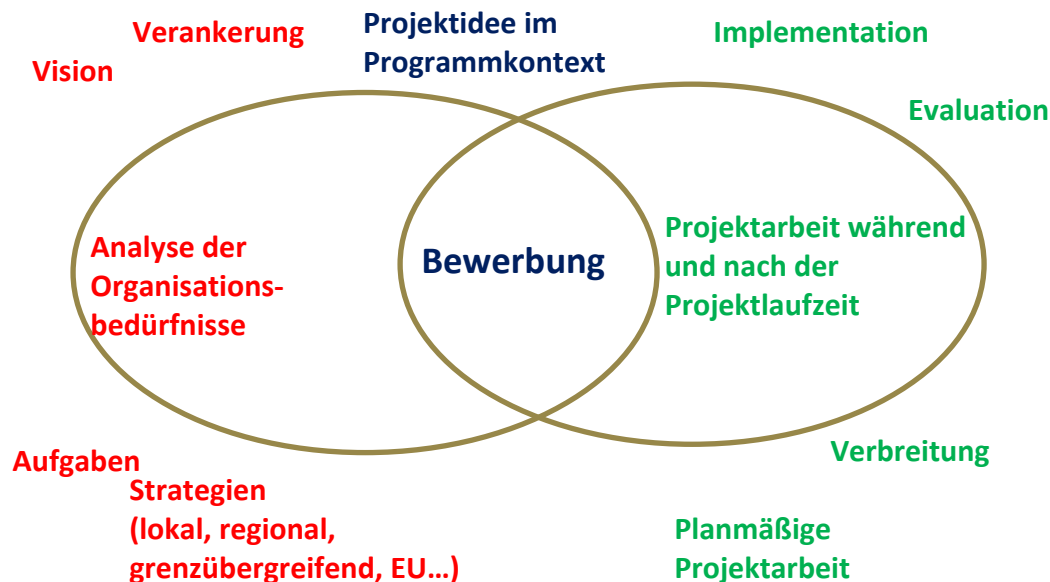 Verankerung
Vision
Projektidee im
Programmkontext
Implementation
Evaluation
Analyse der
Organisations-
bedürfnisse
Bewerbung
Projektarbeit während
und nach der
Projektlaufzeit
Aufgaben
Strategien
(lokal, regional,
grenzübergreifend, EU...)
Verbreitung
Planmäßige
Projektarbeit